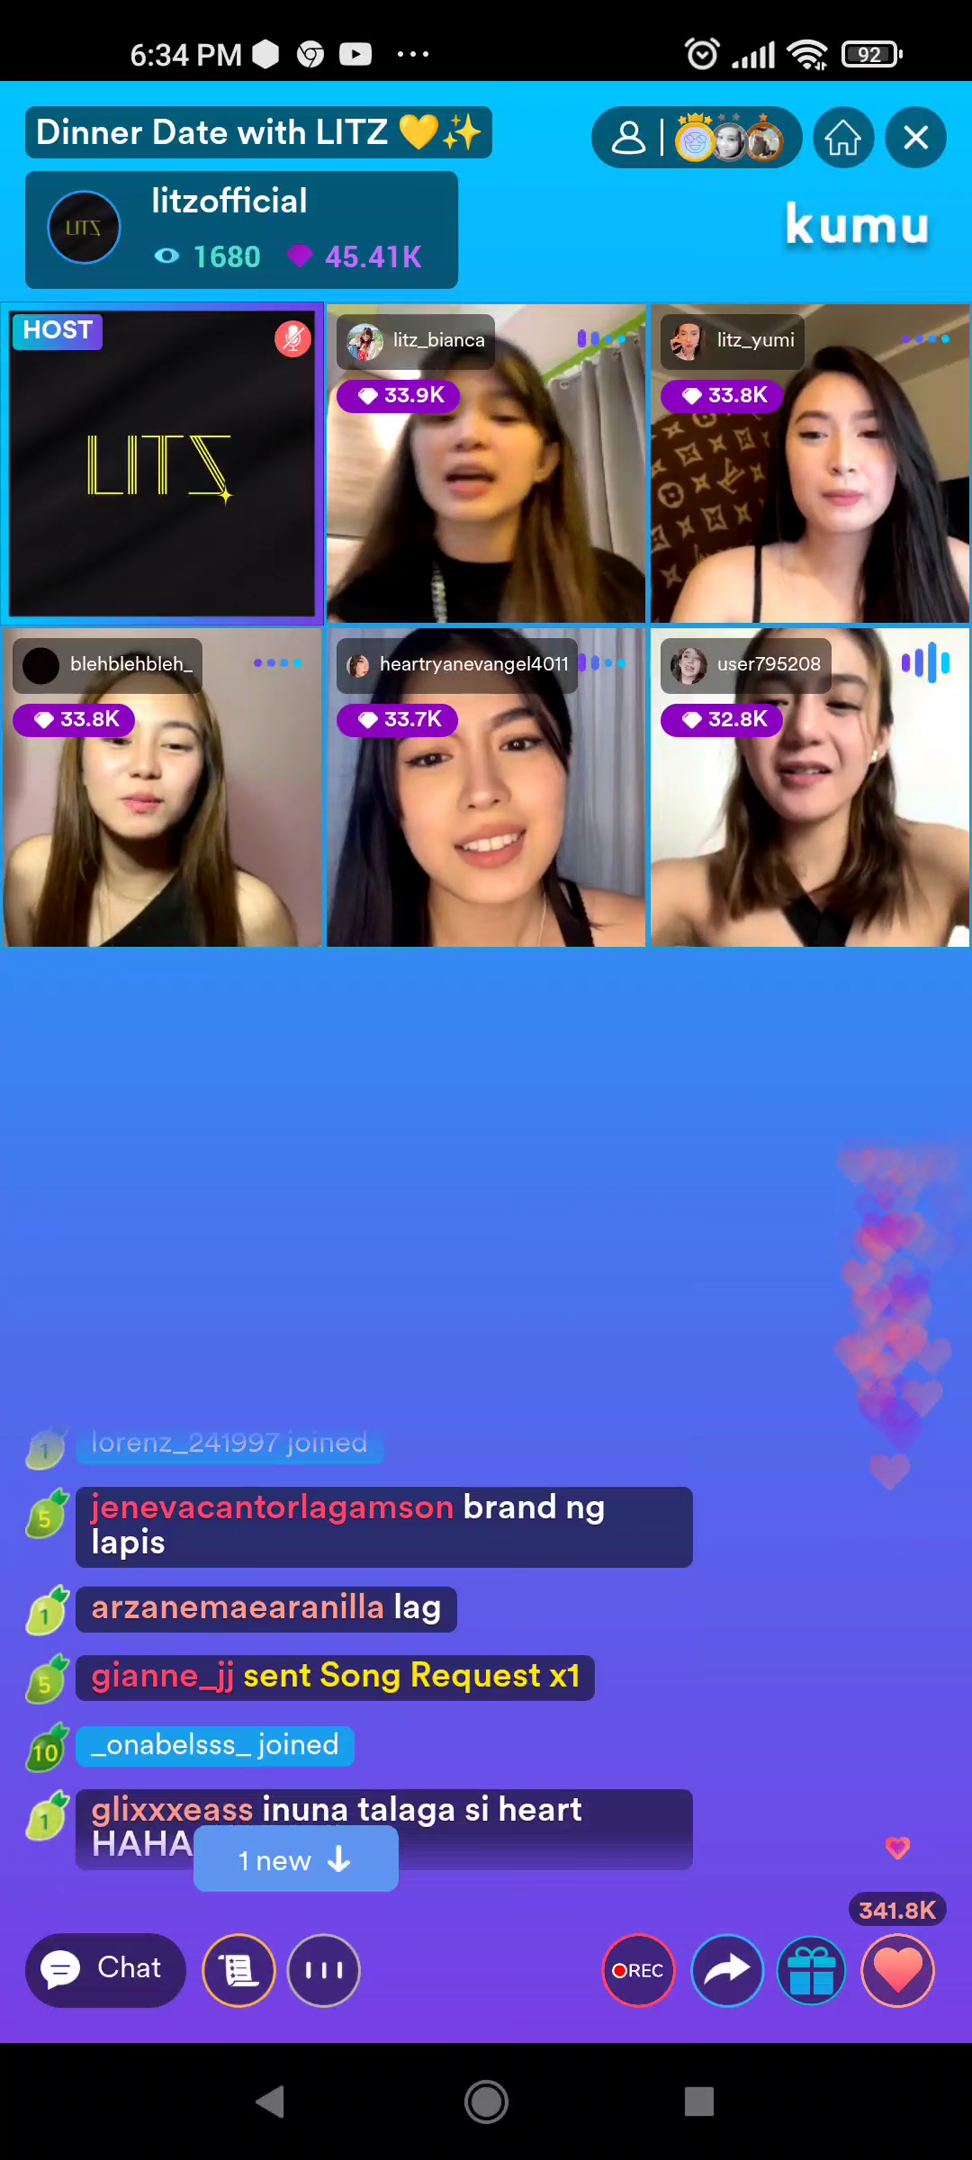 6:34 PM
92
Dinner Date with LITZ 💛✨
litzofficial
LITZ
1680
45.41K
kumu
HOST
LITZ
litz_bianca
33.9K
litz_yumi
33.8K
blehblehbleh_
33.8K
heartryanevangel4011
33.7K
user795208
32.8K
1
lorenz_241997 joined
5
jenevacantorlagamson brand ng
lapis
1
arzanemaearanilla lag
5
gianne_jj sent Song Request x1
10
_onabelsss_ joined
1
glixxxeass inuna talaga si heart
HAHA
1 new
341.8K
Chat
REC